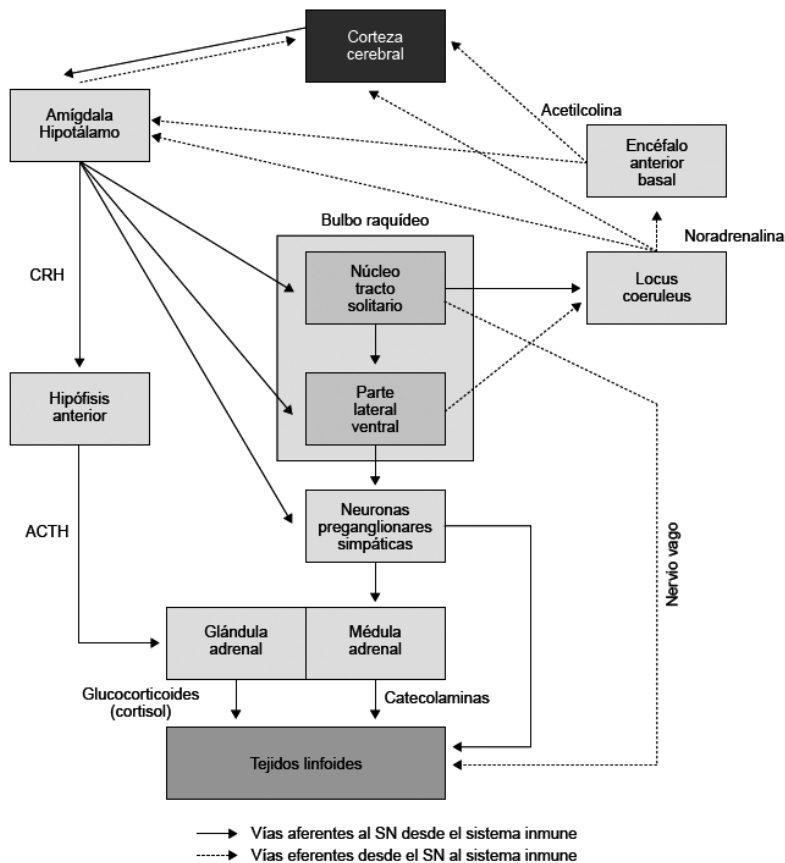 Corteza
cerebral
Acetilcolina
Amígdala
Hipotálamo
Encéfalo
anterior
basal
Bulbo raquídeo
Noradrenalina
CRH
Núcleo
tracto
solitario
Locus
coeruleus
Hipófisis
anterior
Parte
lateral
ventral
ACTH
Neuronas
preganglionares
simpáticas
Nervio vago
Glándula
adrenal
Médula
adrenal
Glucocorticoides
(cortisol)
Catecolaminas
Tejidos linfoides
Vías aferentes al SN desde el sistema inmune
Vías eferentes desde el SN al sistema inmune